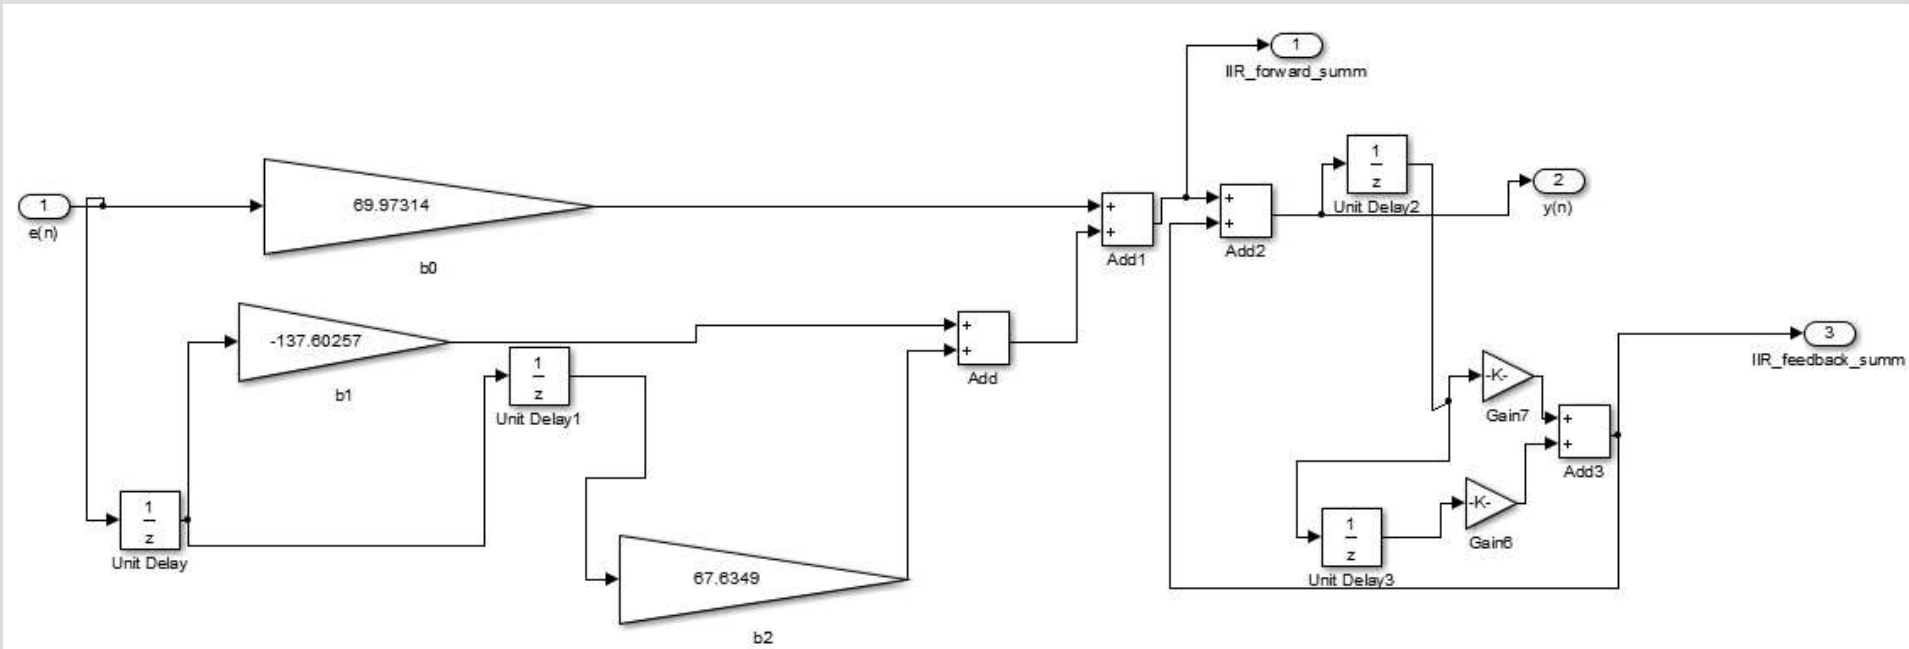 1
IIR_forward_summ
1
z
Unit Delay2
1
e(n)
69.97314
b0
+
+
Add1
+
+
Add2
2
y(n)
-137.60257
b1
1
z
Unit Delay1
+
+
Add
3
IIR_feedback_summ
-K-
Gain7
+
+
Add3
1
z
Unit Delay
67.6349
b2
1
z
Unit Delay3
-K-
Gain6